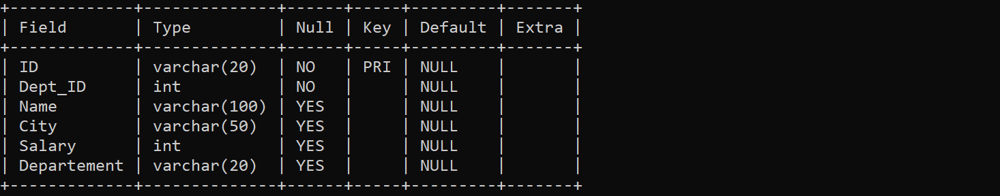 +-------------+--------------+------+-----+---------+-------+
| Field       | Type         | Null | Key | Default | Extra |
+-------------+--------------+------+-----+---------+-------+
| ID          | varchar(20)  | NO   | PRI | NULL    |       |
| Dept_ID     | int          | NO   |     | NULL    |       |
| Name        | varchar(100) | YES  |     | NULL    |       |
| City        | varchar(50)  | YES  |     | NULL    |       |
| Salary      | int          | YES  |     | NULL    |       |
| Departement | varchar(20)  | YES  |     | NULL    |       |
+-------------+--------------+------+-----+---------+-------+